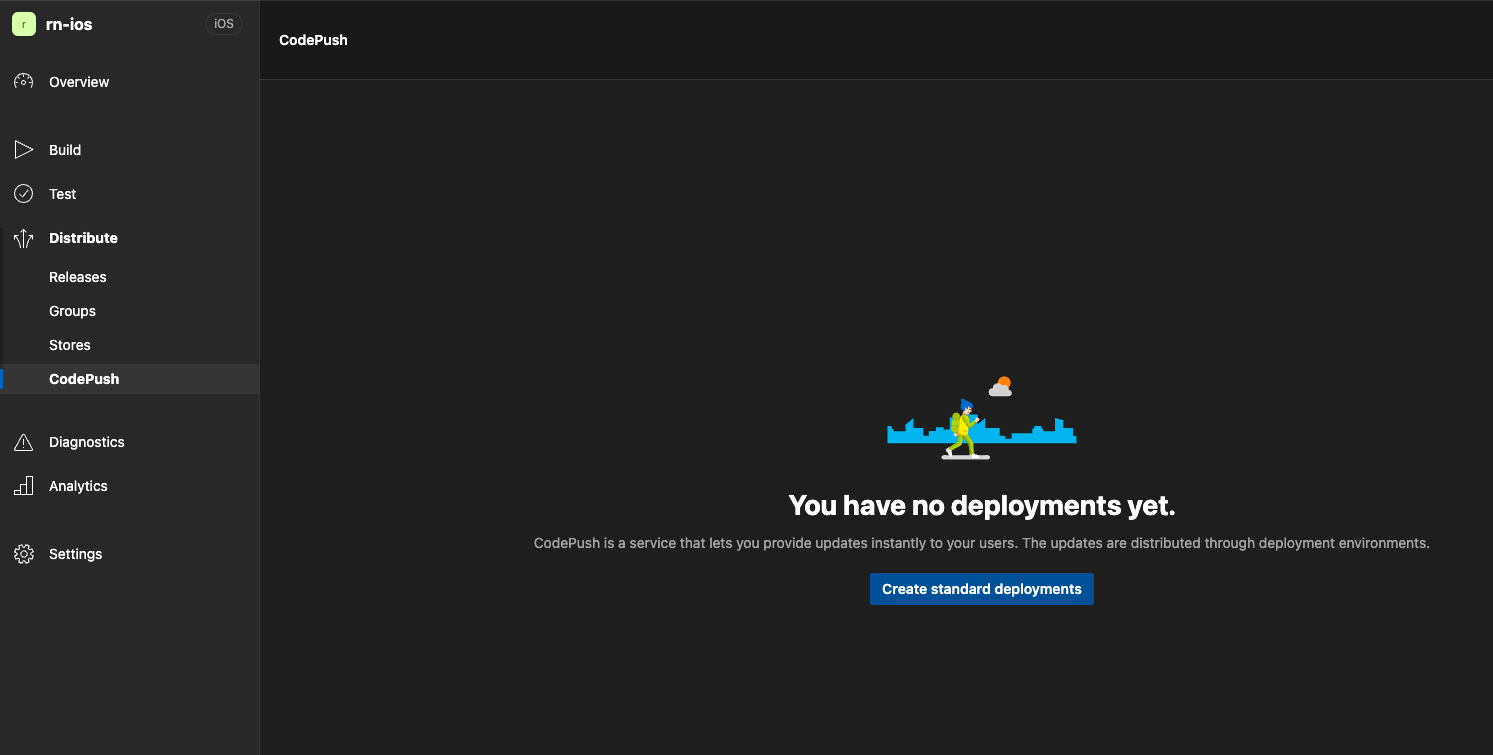 r
rn-ios
iOS
Overview
Build
Test
Distribute
Releases
Groups
Stores
CodePush
Diagnostics
Analytics
Settings
CodePush
You have no deployments yet.
CodePush is a service that lets you provide updates instantly to your users. The updates are distributed through deployment environments.
Create standard deployments